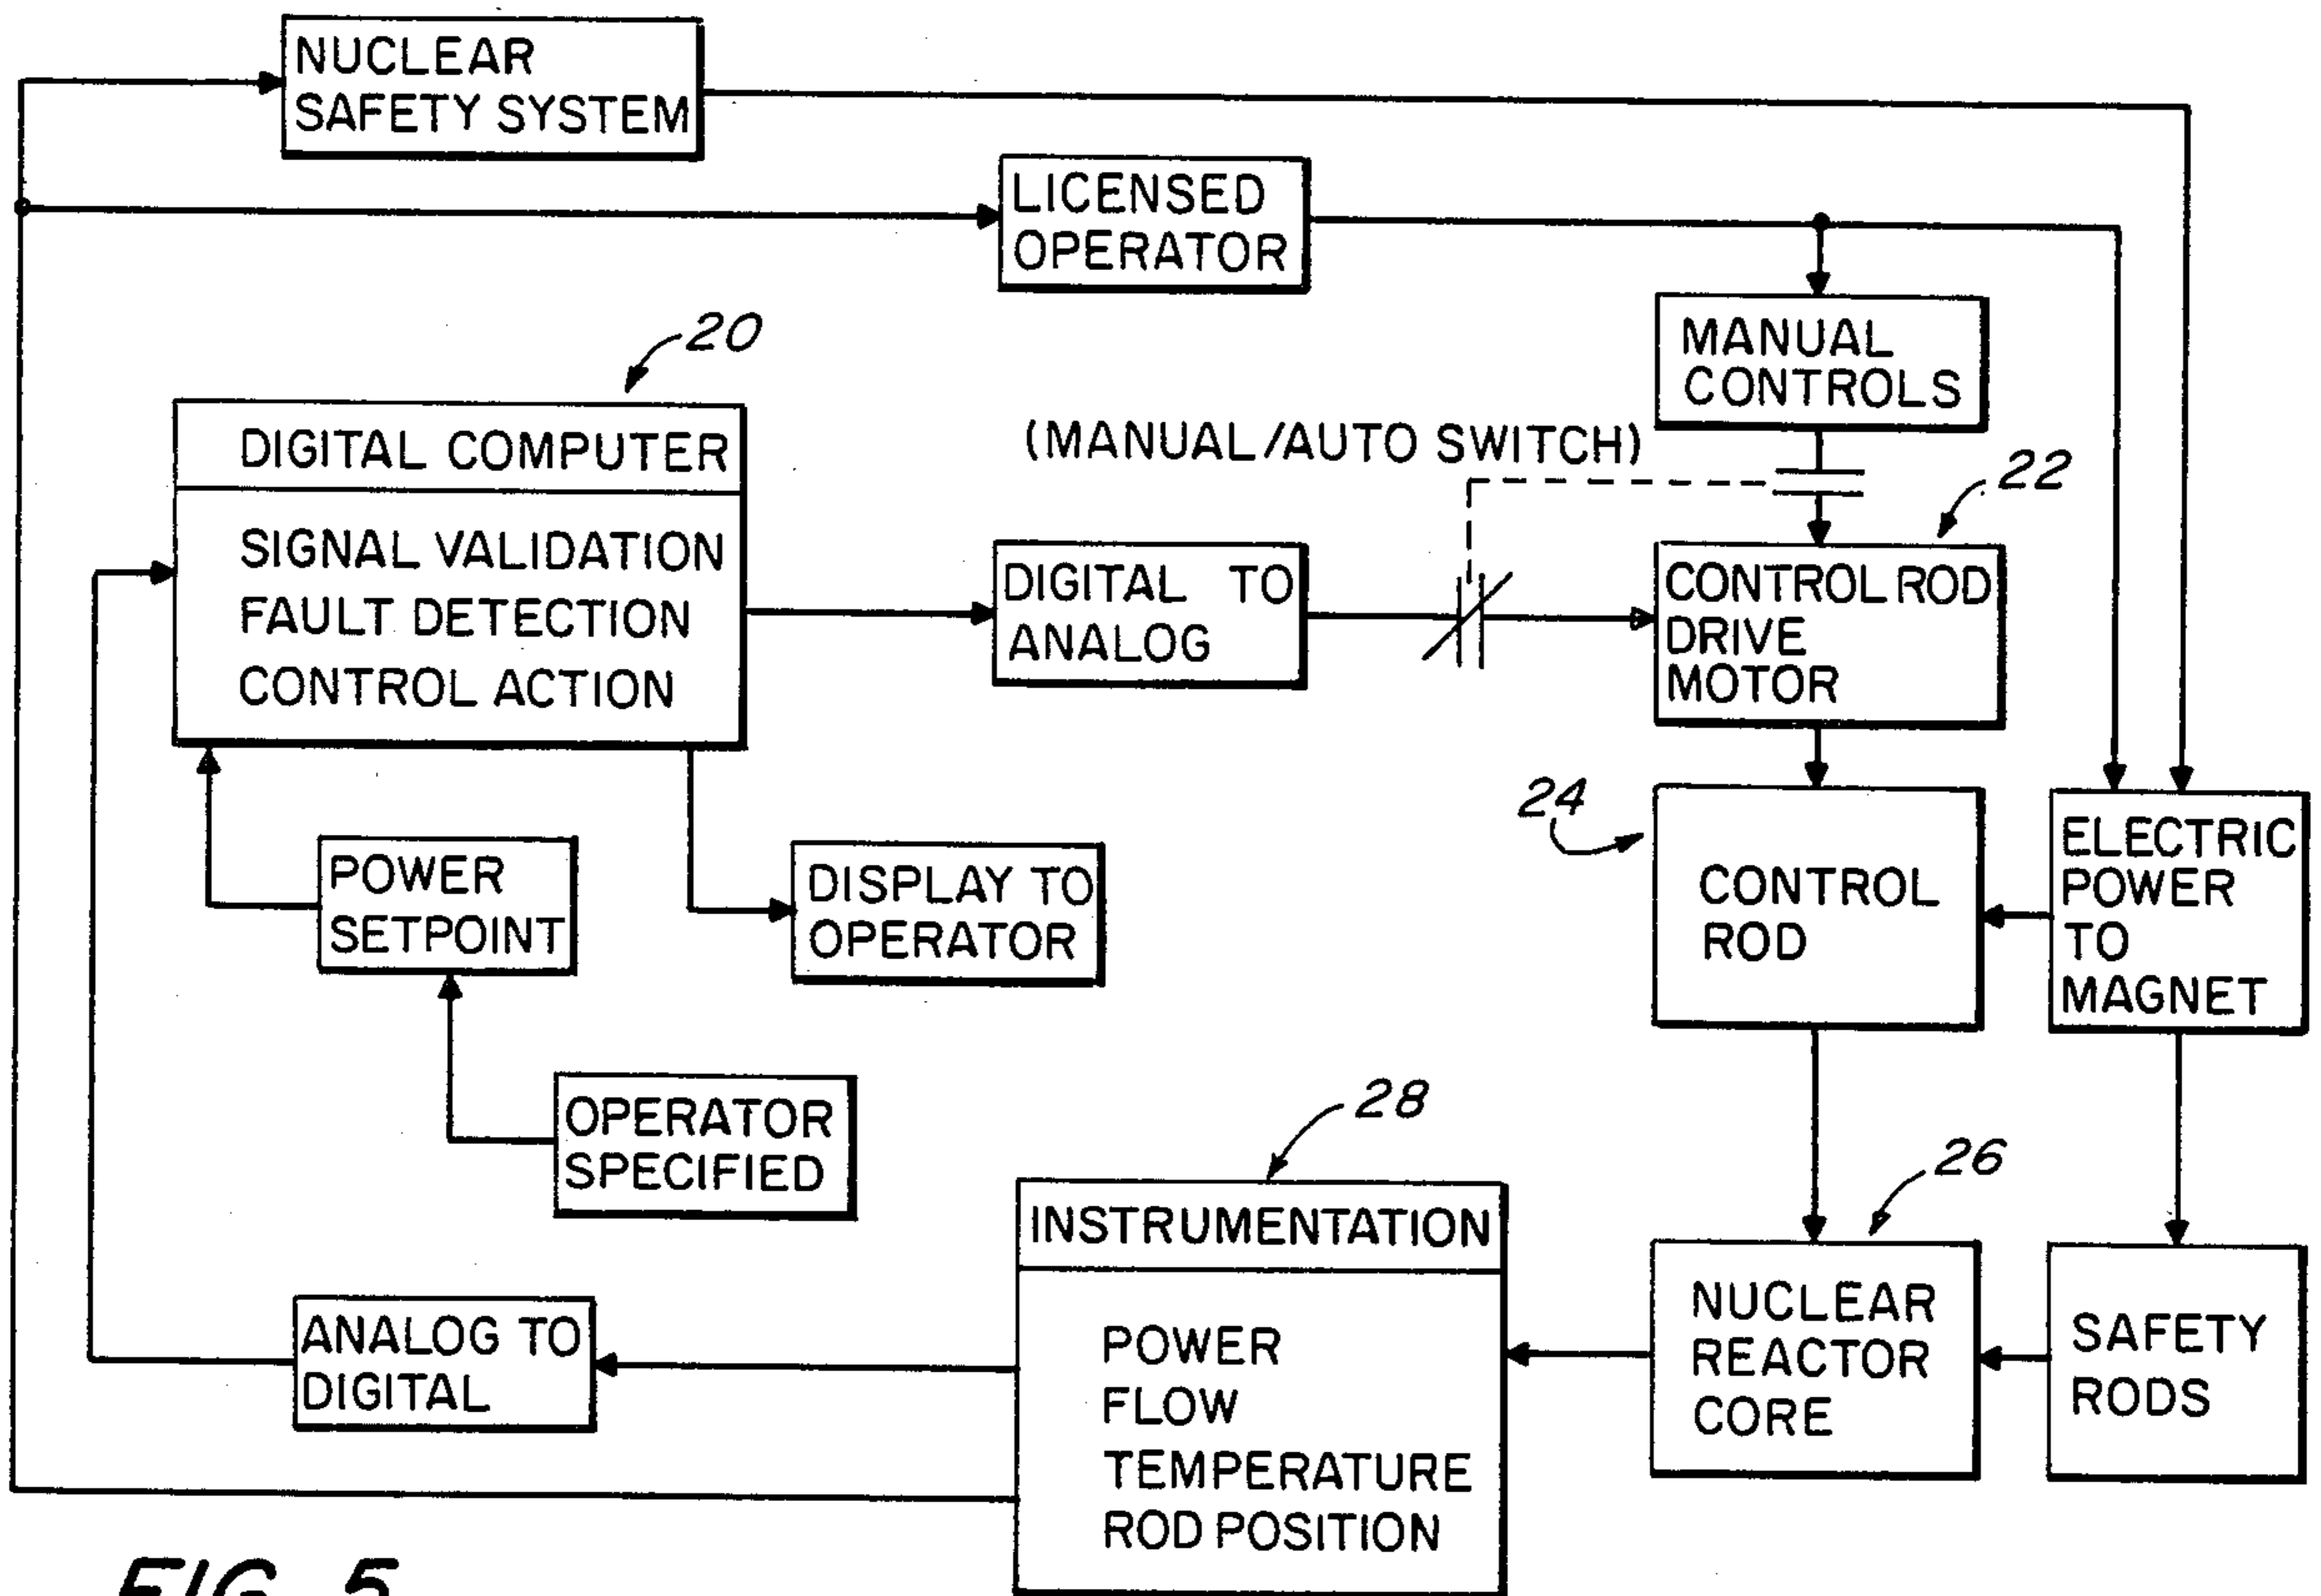 NUCLEAR
SAFETY SYSTEM
LICENSED
OPERATOR
MANUAL
CONTROLS
20
DIGITAL COMPUTER
SIGNAL VALIDATION
FAULT DETECTION
CONTROL ACTION
(MANUAL/AUTO SWITCH)
22
DIGITAL TO
ANALOG
CONTROL ROD
DRIVE
MOTOR
24
CONTROL
ROD
ELECTRIC
POWER
TO
MAGNET
POWER
SETPOINT
DISPLAY TO
OPERATOR
OPERATOR
SPECIFIED
28
INSTRUMENTATION
POWER
FLOW
TEMPERATURE
ROD POSITION
26
NUCLEAR
REACTOR
CORE
SAFETY
RODS
ANALOG TO
DIGITAL
FIG. 5